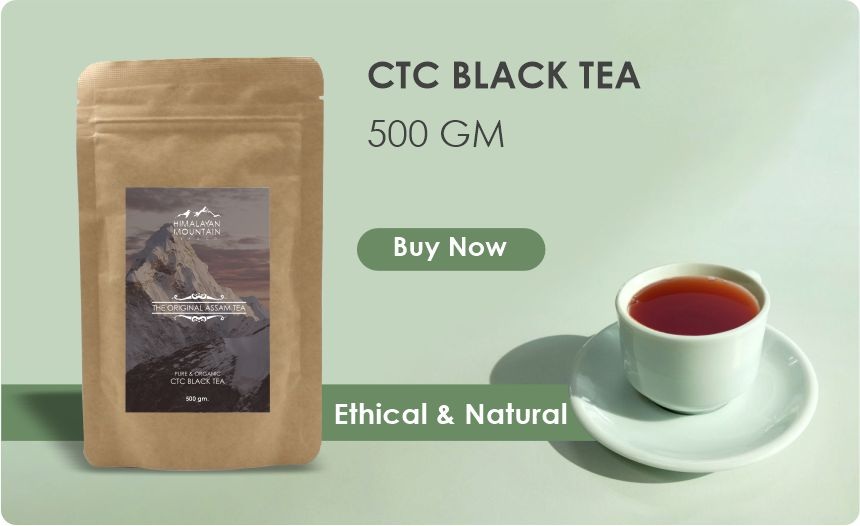 CTC BLACK TEA
500 GM
Buy Now
Ethical & Natural
HIMALAYAN
MOUNTAIN
THE ORIGINAL ASSAM TEA
PURE & ORGANIC
CTC BLACK TEA
500 gm.